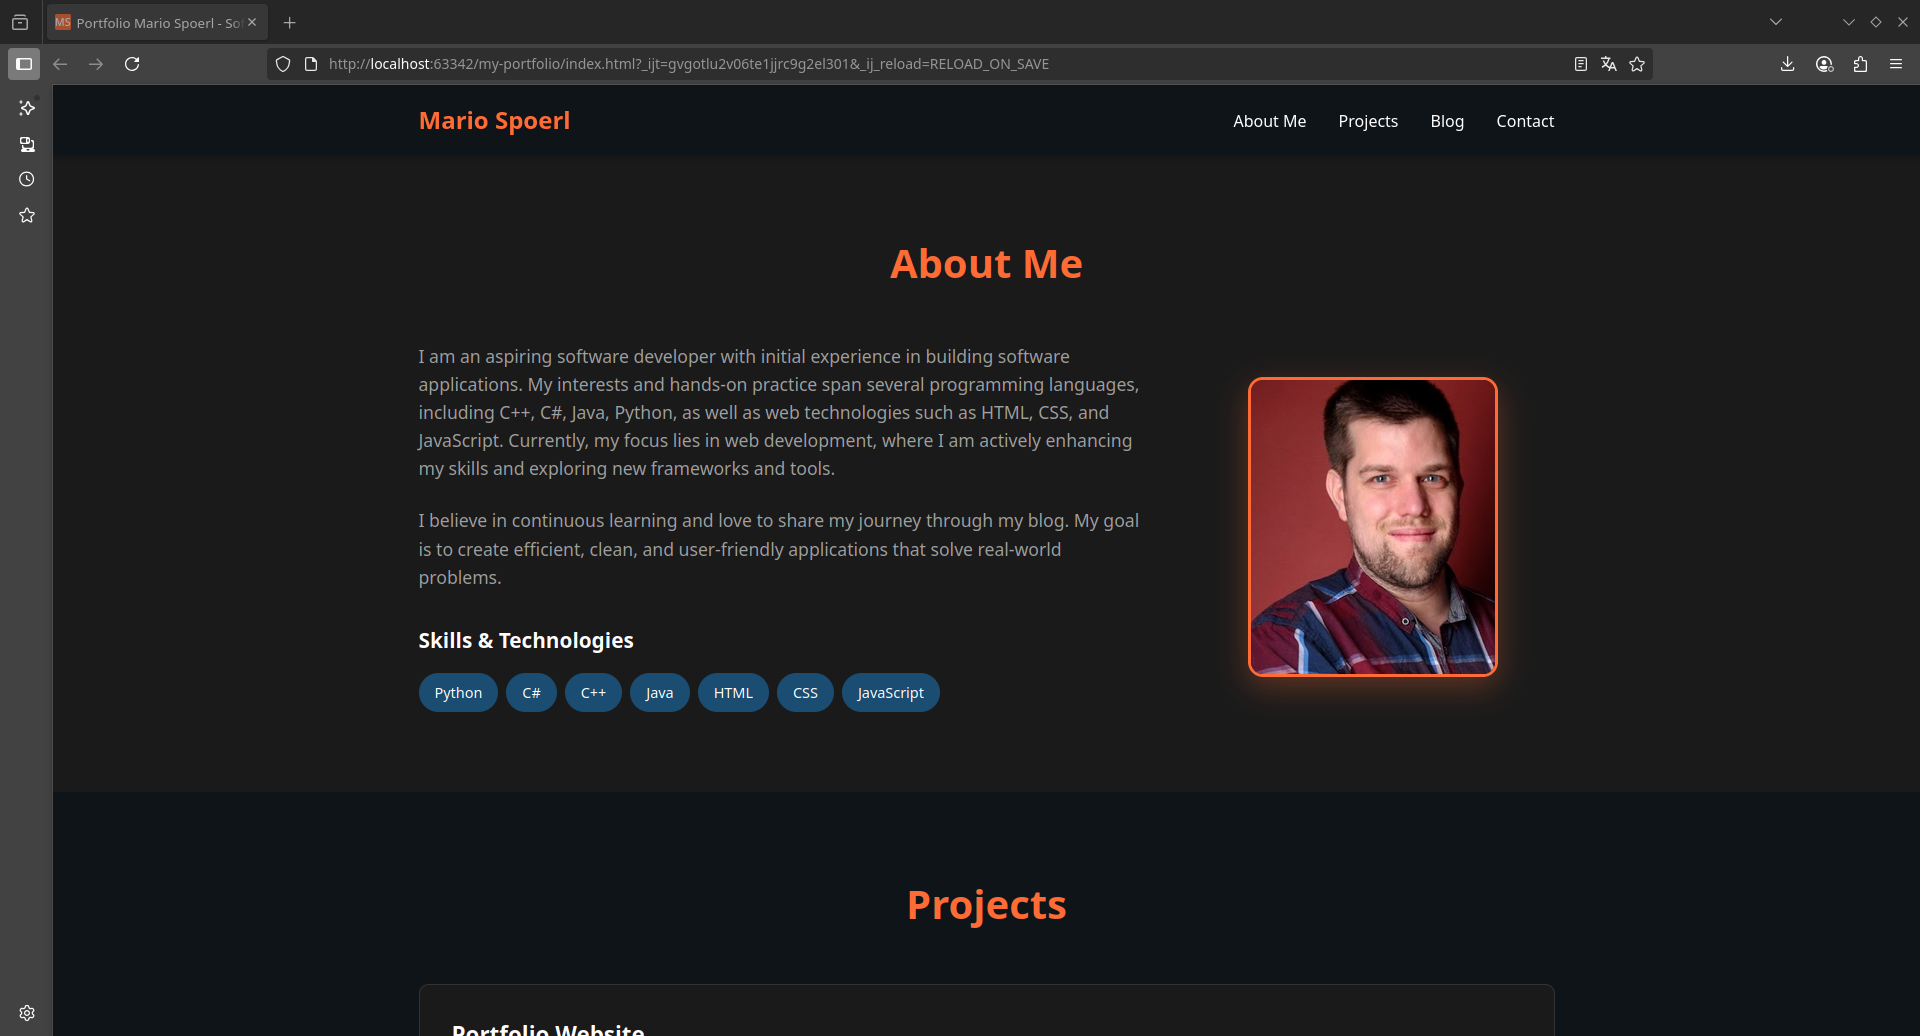 MS
Portfolio Mario Spoerl - So
http://localhost:63342/my-portfolio/index.html?_ijt=gvgotlu2v06te1jjrc9g2el301&_ij_reload=RELOAD_ON_SAVE
Mario Spoerl
About Me
Projects
Blog
Contact
About Me
I am an aspiring software developer with initial experience in building software
applications. My interests and hands-on practice span several programming languages,
including C++, C#, Java, Python, as well as web technologies such as HTML, CSS, and
JavaScript. Currently, my focus lies in web development, where I am actively enhancing
my skills and exploring new frameworks and tools.
I believe in continuous learning and love to share my journey through my blog. My goal
is to create efficient, clean, and user-friendly applications that solve real-world
problems.
Skills & Technologies
Python
C#
C++
Java
HTML
CSS
JavaScript
Projects
Portfolio Website